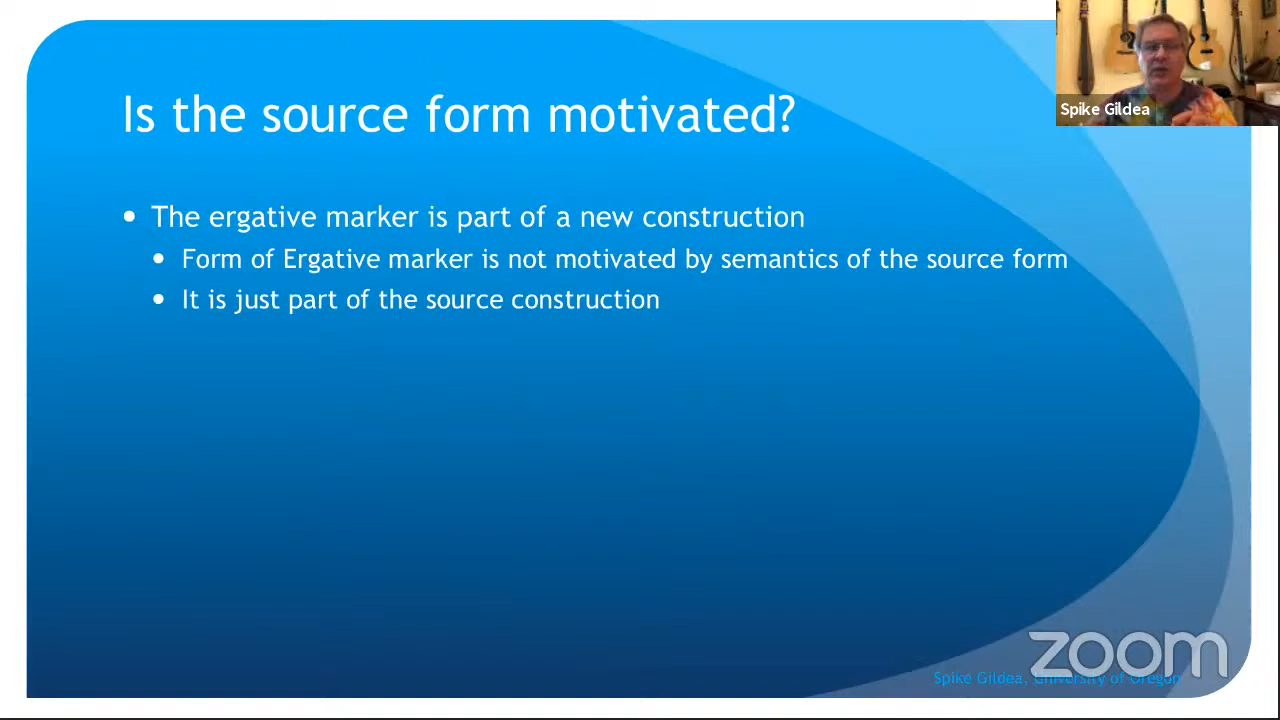 Is the source form motivated?
Spike Gildea
• The ergative marker is part of a new construction
• Form of Ergative marker is not motivated by semantics of the source form
• It is just part of the source construction
zoom
Spike Gildea, University of Oregon